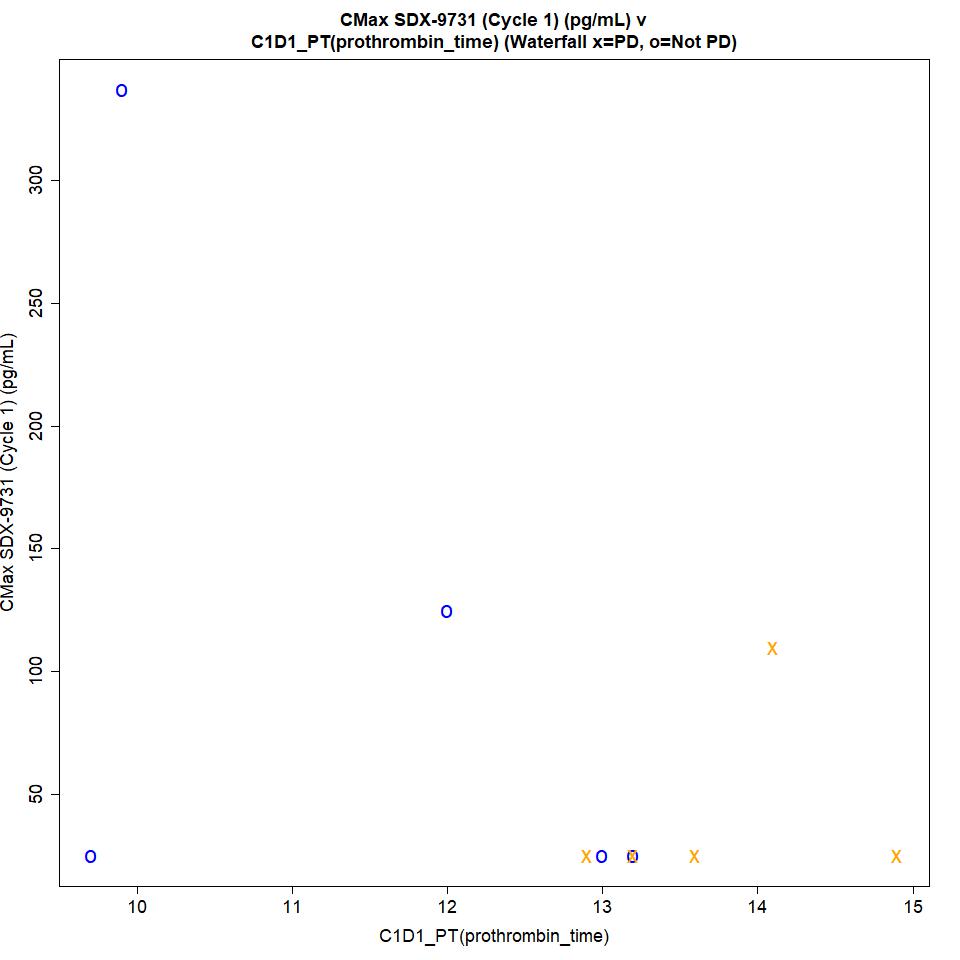 CMax SDX-9731 (Cycle 1) (pg/mL) v
C1D1_PT(prothrombin_time) (Waterfall x=PD, o=Not PD)
CMax SDX-9731 (Cycle 1) (pg/mL)
300
250
200
150
100
50
O
O
X
O
X
O
X
O
X
X
10
11
12
13
14
15
C1D1_PT(prothrombin_time)